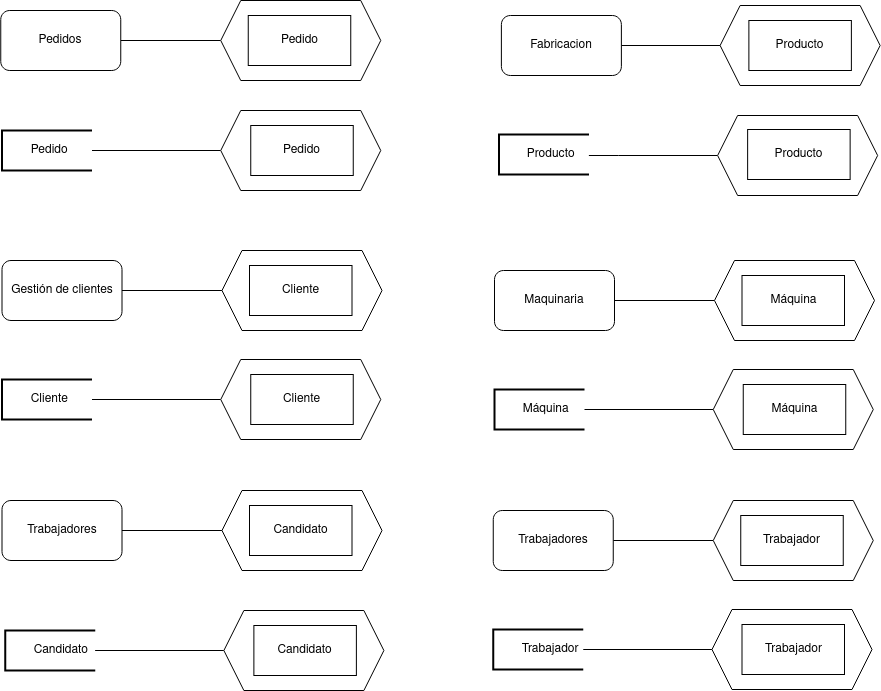 Pedidos
Pedido
Fabricacion
Producto
Pedido
Pedido
Producto
Producto
Gestión de clientes
Cliente
Maquinaria
Máquina
Cliente
Cliente
Máquina
Máquina
Trabajadores
Candidato
Trabajadores
Trabajador
Candidato
Candidato
Trabajador
Trabajador